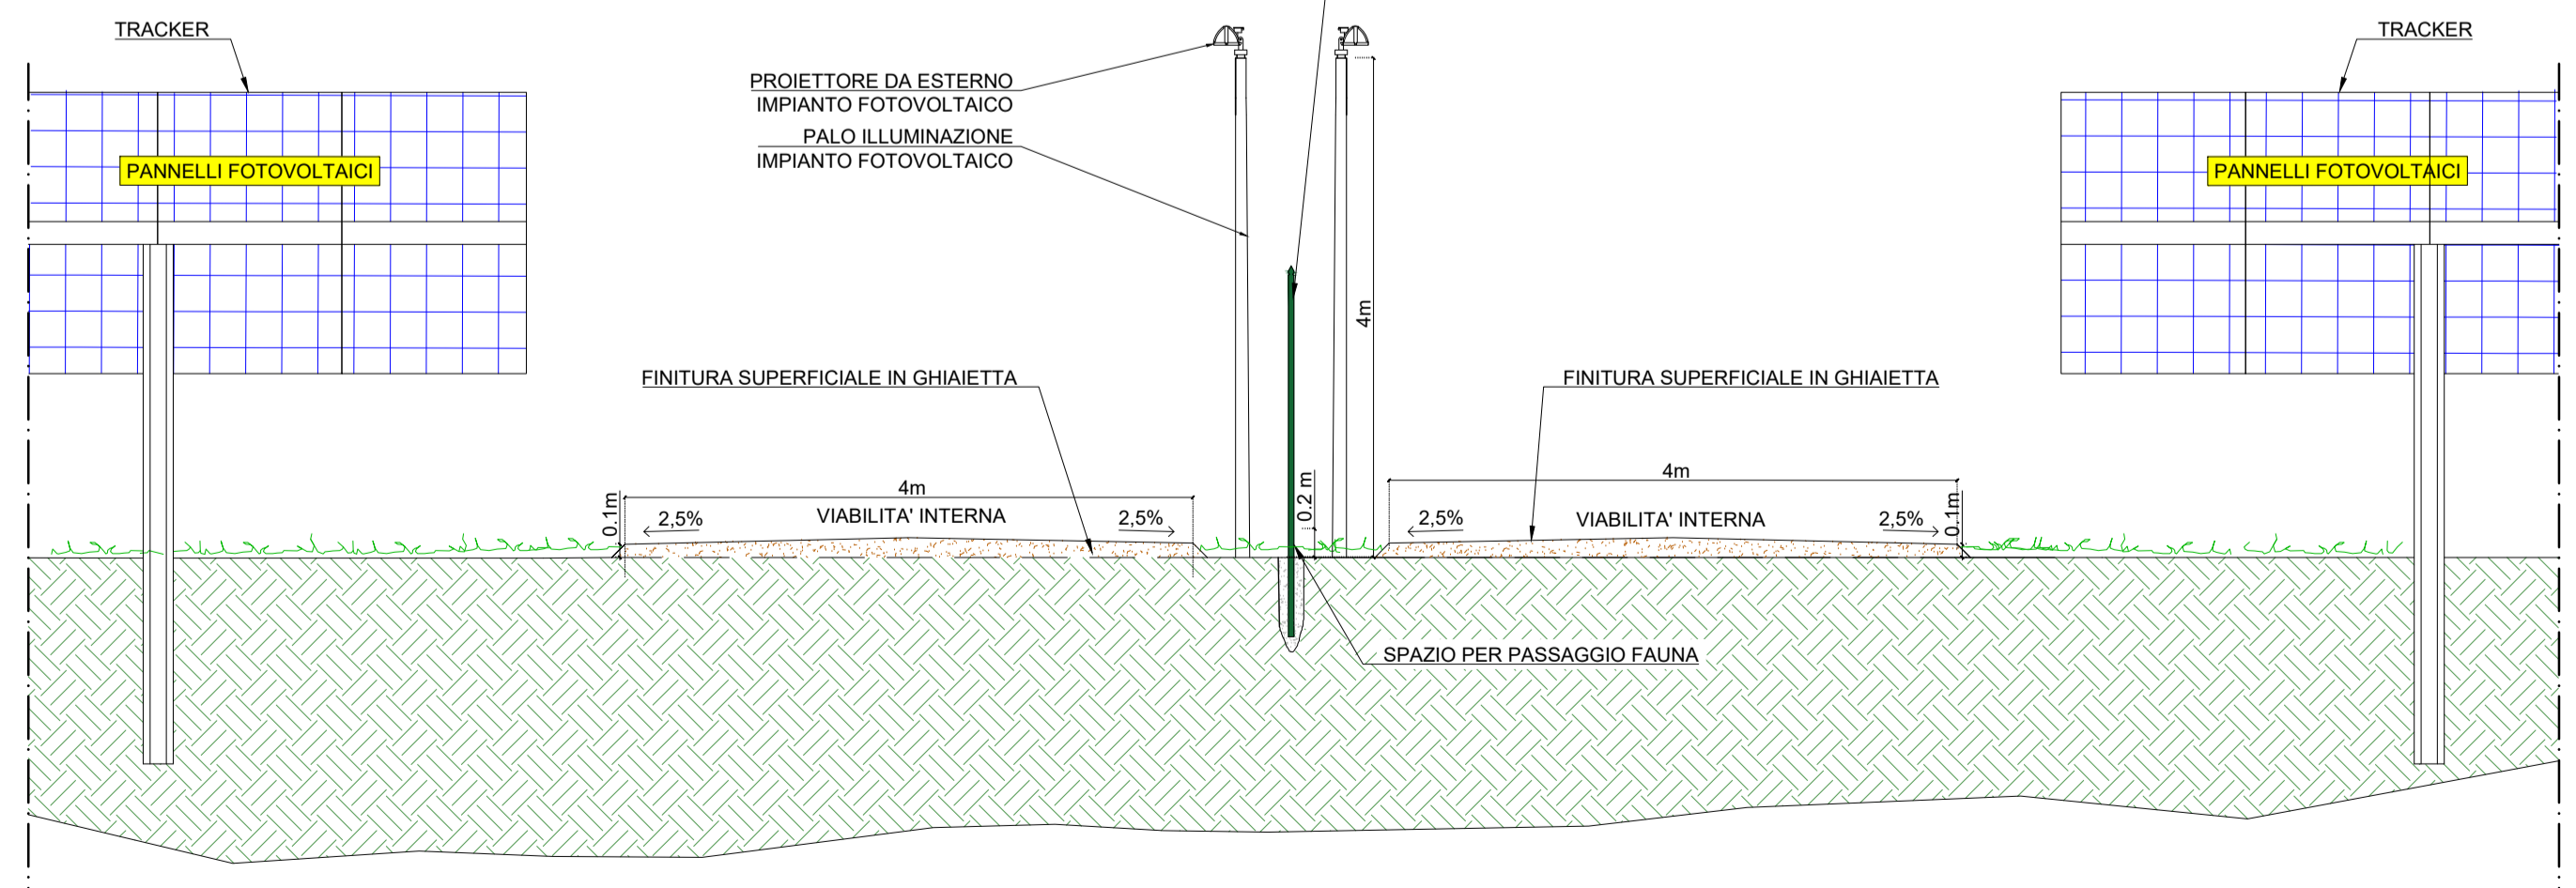 TRACKER
TRACKER
PROIETTORE DA ESTERNO
IMPIANTO FOTOVOLTAICO
PALO ILLUMINAZIONE
IMPIANTO FOTOVOLTAICO
PANNELLI FOTOVOLTAICI
PANNELLI FOTOVOLTAICI
4m
FINITURA SUPERFICIALE IN GHIAIETTA
FINITURA SUPERFICIALE IN GHIAIETTA
0.1m
4m
2,5%
VIABILITA' INTERNA
2,5%
0.2 m
4m
2,5%
VIABILITA' INTERNA
2,5%
0.1m
SPAZIO PER PASSAGGIO FAUNA